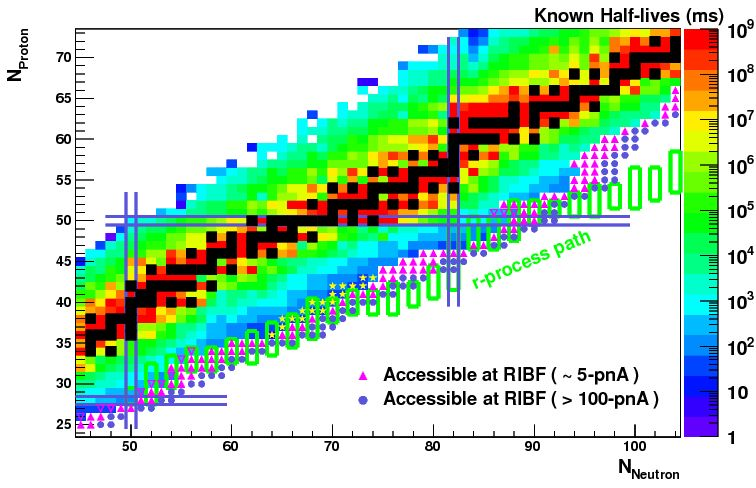 Known Half-lives (ms)
N_Proton
70
65
60
55
50
45
40
35
30
25
10^9
10^8
10^7
10^6
10^5
10^4
10^3
10^2
10
1
r-process path
▲ Accessible at RIBF ( ~ 5-pnA )
● Accessible at RIBF ( > 100-pnA )
50 60 70 80 90 100
N_Neutron